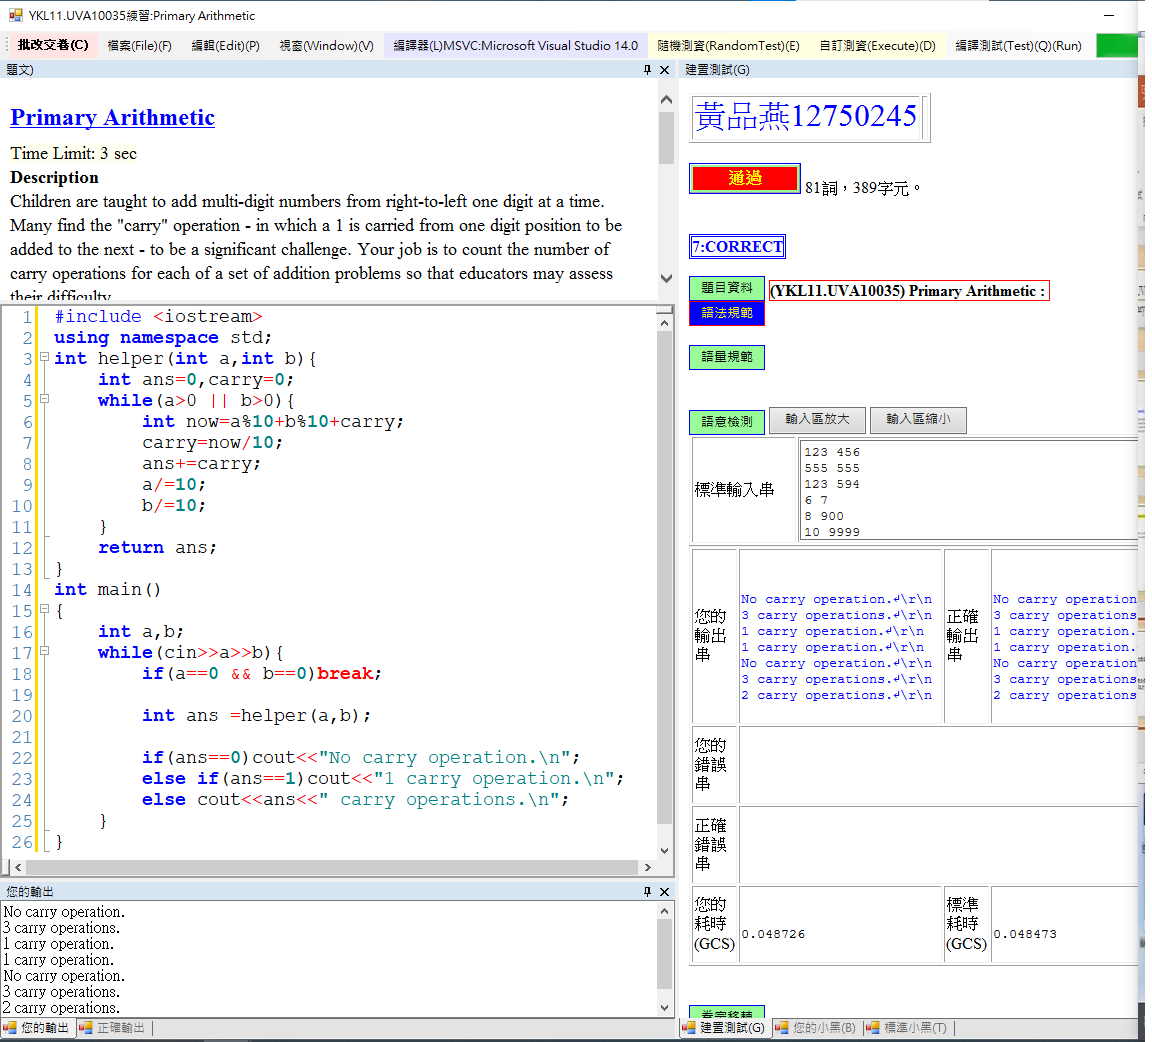 YKL11.UVA10035練習:Primary Arithmetic
批改交卷(C) 檔案(File)(F) 編輯(Edit)(P) 視窗(Window)(V) 編譯器(L)MSVC:Microsoft Visual Studio 14.0 隨機測資(RandomTest)(E) 自訂測資(Execute)(D) 編譯測試(Test)(Q)(Run)
題文)
Primary Arithmetic
Time Limit: 3 sec
Description
Children are taught to add multi-digit numbers from right-to-left one digit at a time.
Many find the "carry" operation - in which a 1 is carried from one digit position to be
added to the next - to be a significant challenge. Your job is to count the number of
carry operations for each of a set of addition problems so that educators may assess
their difficulty
1 #include <iostream>
2 using namespace std;
3 int helper(int a,int b){
4 int ans=0,carry=0;
5 while(a>0 || b>0){
6 int now=a%10+b%10+carry;
7 carry=now/10;
8 ans+=carry;
9 a/=10;
10 b/=10;
11 }
12 return ans;
13 }
14 int main()
15 {
16 int a,b;
17 while(cin>>a>>b){
18 if(a==0 && b==0)break;
19
20 int ans =helper(a,b);
21
22 if(ans==0)cout<<"No carry operation.\n";
23 else if(ans==1)cout<<"1 carry operation.\n";
24 else cout<<ans<<" carry operations.\n";
25 }
26 }
您的輸出
No carry operation.
3 carry operations.
1 carry operation.
1 carry operation.
No carry operation.
3 carry operations.
2 carry operations.
您的輸出 正確輸出
建置測試(G)
黃品燕12750245
通過 81詞，389字元。
7:CORRECT
題目資料 (YKL11.UVA10035) Primary Arithmetic :
語法規範
語量規範
語意檢測 輸入區放大 輸入區縮小
標準輸入串
123 456
555 555
123 594
6 7
8 900
10 9999
您的輸出串
No carry operation.↲\r\n
3 carry operations.↲\r\n
1 carry operation.↲\r\n
1 carry operation.↲\r\n
No carry operation.↲\r\n
3 carry operations.↲\r\n
2 carry operations.↲\r\n
正確輸出串
No carry operation
3 carry operations
1 carry operation.
1 carry operation.
No carry operation
3 carry operations
2 carry operations
您的錯誤串
正確錯誤串
您的耗時(GCS) 0.048726 標準耗時(GCS) 0.048473
建置測試(G) 您的小黑(B) 標準小黑(T)